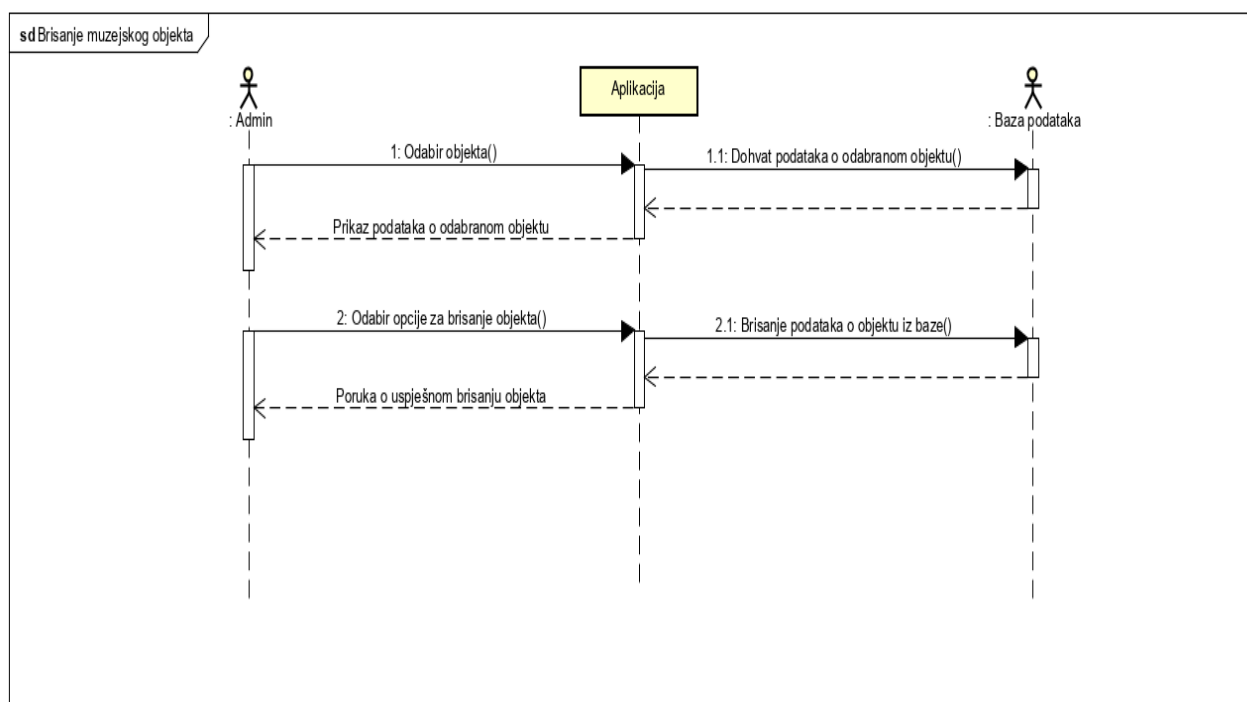 sd Brisanje muzejskog objekta
: Admin
Aplikacija
: Baza podataka
1: Odabir objekta()
1.1: Dohvat podataka o odabranom objektu()
Prikaz podataka o odabranom objektu
2: Odabir opcije za brisanje objekta()
2.1: Brisanje podataka o objektu iz baze()
Poruka o uspješnom brisanju objekta